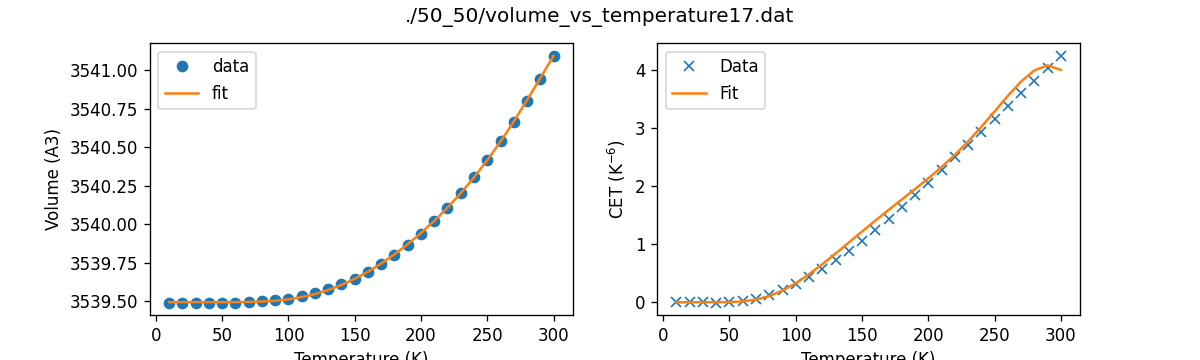 ./50_50/volume_vs_temperature17.dat
Volume (A3)
3541.00
3540.75
3540.50
3540.25
3540.00
3539.75
3539.50
data
fit
0 50 100 150 200 250 300
Temperature (K)
CET (K⁻⁶)
4
3
2
1
0
Data
Fit
0 50 100 150 200 250 300
Temperature (K)